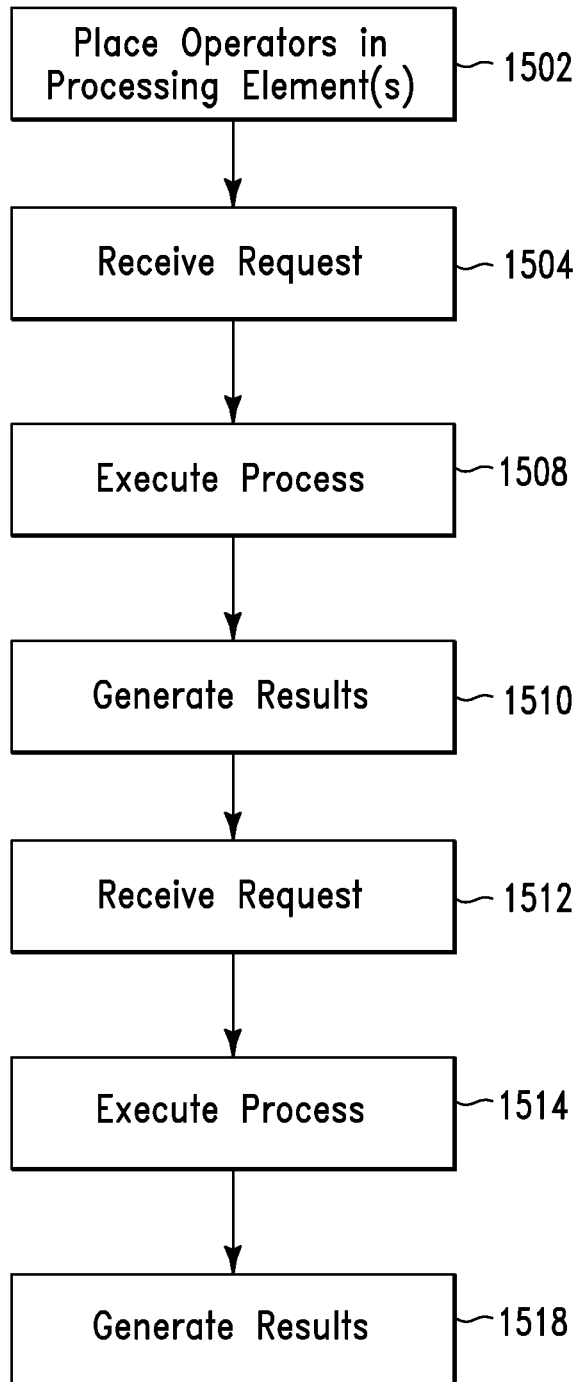 Place Operators in
Processing Element(s)
1502
Receive Request
1504
Execute Process
1508
Generate Results
1510
Receive Request
1512
Execute Process
1514
Generate Results
1518